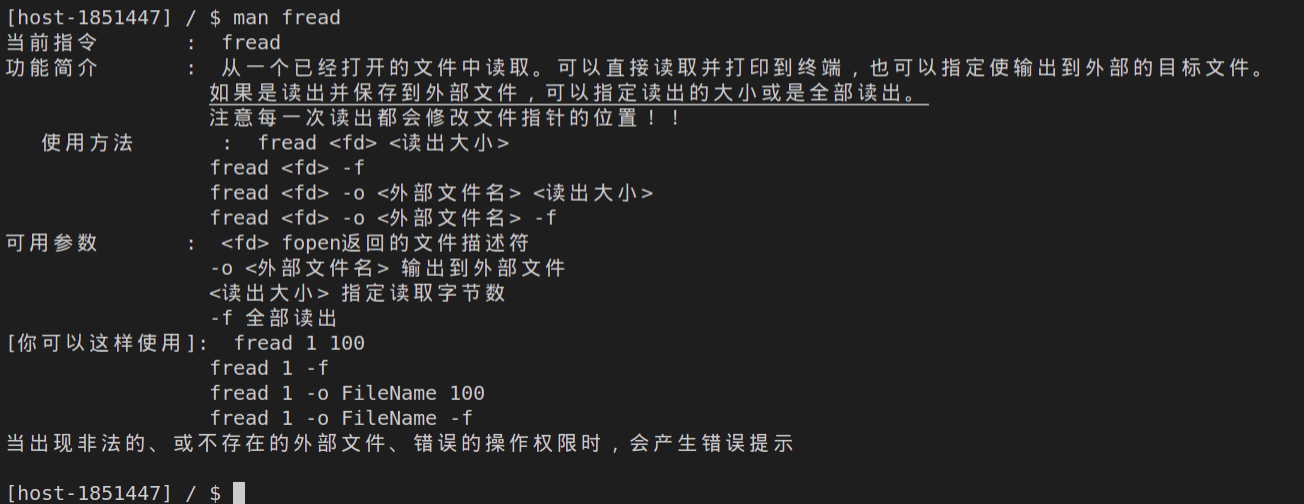 [host-1851447] / $ man fread
当前指令 : fread
功能简介 : 从一个已经打开的文件中读取。可以直接读取并打印到终端，也可以指定使输出到外部的目标文件。
如果是读出并保存到外部文件，可以指定读出的大小或是全部读出。
注意每一次读出都会修改文件指针的位置！！
使用方法 : fread <fd> <读出大小>
fread <fd> -f
fread <fd> -o <外部文件名> <读出大小>
fread <fd> -o <外部文件名> -f
可用参数 : <fd> fopen返回的文件描述符
-o <外部文件名> 输出到外部文件
<读出大小> 指定读取字节数
-f 全部读出
[你可以这样使用]: fread 1 100
fread 1 -f
fread 1 -o FileName 100
fread 1 -o FileName -f
当出现非法的、或不存在的外部文件、错误的操作权限时，会产生错误提示
[host-1851447] / $